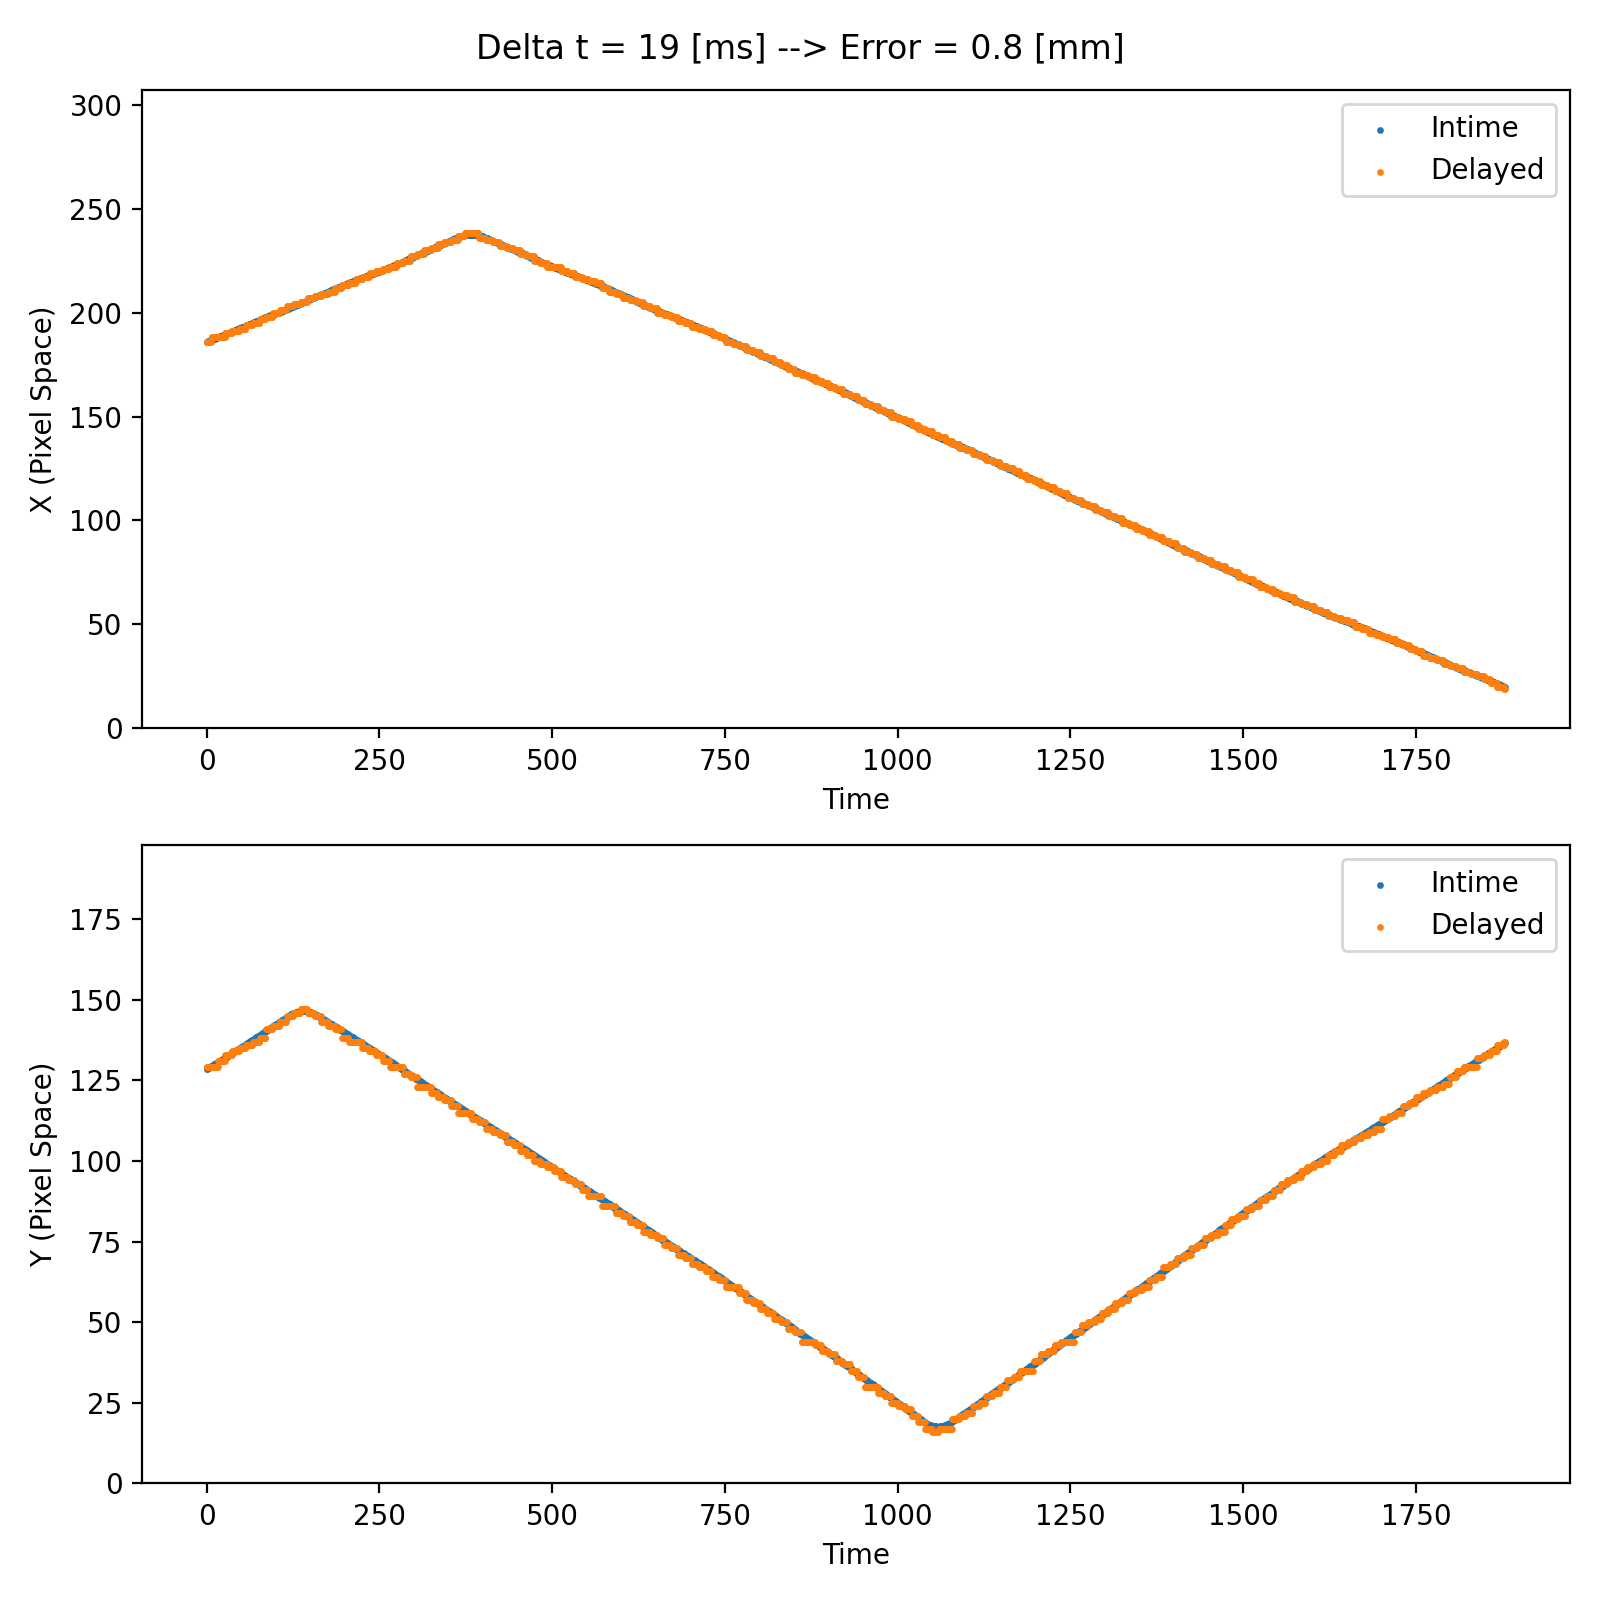 Delta t = 19 [ms] --> Error = 0.8 [mm]
300
250
200
150
100
50
0
X (Pixel Space)
Intime
Delayed
0 250 500 750 1000 1250 1500 1750
Time
175
150
125
100
75
50
25
0
Y (Pixel Space)
Intime
Delayed
0 250 500 750 1000 1250 1500 1750
Time